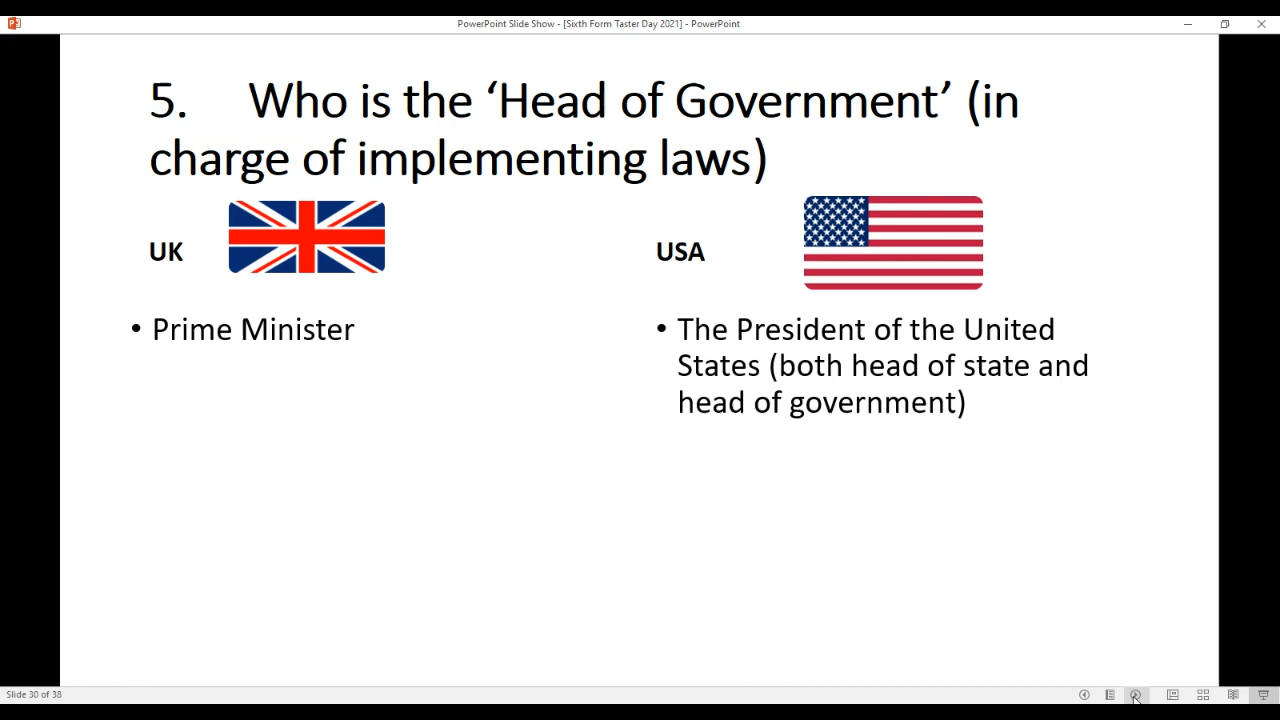 PowerPoint Slide Show - [Sixth Form Taster Day 2021] - PowerPoint
5. Who is the ‘Head of Government’ (in
charge of implementing laws)
UK
USA
• Prime Minister
• The President of the United
States (both head of state and
head of government)
Slide 30 of 38